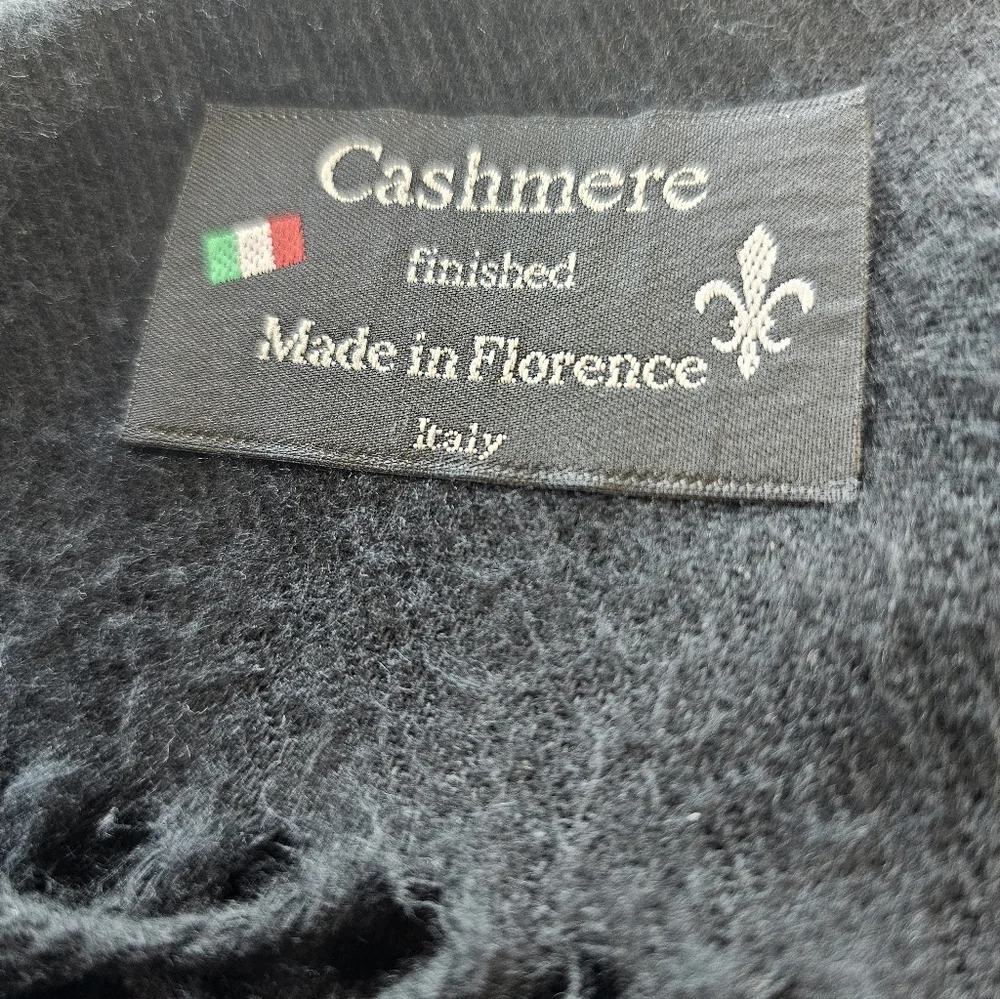 Cashmere
finished
Made in Florence
Italy